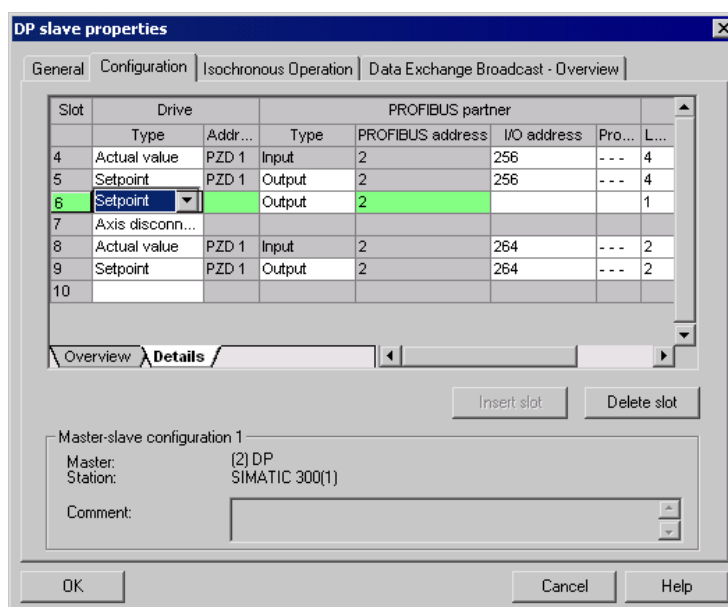 DP slave properties
General Configuration Isochronous Operation Data Exchange Broadcast - Overview
Slot Drive PROFIBUS partner
Type Addr... Type PROFIBUS address I/O address Pro... L...
4 Actual value PZD 1 Input 2 256 - - - 4
5 Setpoint PZD 1 Output 2 256 - - - 4
6 Setpoint Output 2 1
7 Axis disconn...
8 Actual value PZD 1 Input 2 264 - - - 2
9 Setpoint PZD 1 Output 2 264 - - - 2
10
Overview Details
Insert slot Delete slot
Master-slave configuration 1
Master: (2) DP
Station: SIMATIC 300(1)
Comment:
OK Cancel Help